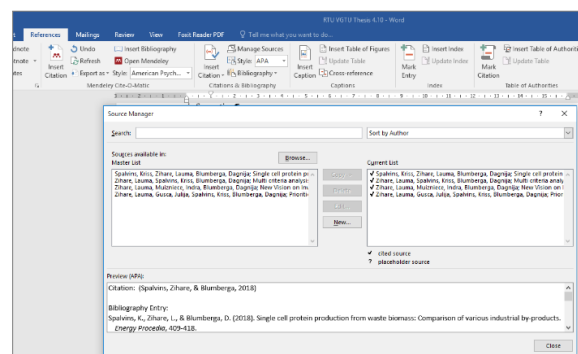 RTU VGTU Thesis 4.10 - Word
References Mailings Review View Foxit Reader PDF Tell me what you want to do...
Insert Citation
Undo
Refresh
Export as
Insert Bibliography
Open Mendeley
Style: American Psych...
Mendeley Cite-O-Matic
Insert Citation
Manage Sources
Style: APA
Bibliography
Citations & Bibliography
Insert Caption
Insert Table of Figures
Update Table
Cross-reference
Captions
Mark Entry
Insert Index
Update Index
Index
Mark Citation
Insert Table of Authoriti
Update Table
Table of Authorities
Source Manager ? ×
Search:
Sort by Author
Sources available in:
Master List
Browse...
Current List
Spalvins, Kriss, Zihare, Lauma, Blumberga, Dagnija; Single cell protein p
Zihare, Lauma, Spalvins, Kriss, Blumberga, Dagnija; Multi criteria analys
Zihare, Lauma, Muizniece, Indra, Blumberga, Dagnija; New Vision on In
Zihare, Lauma, Gusca, Julija, Spalvins, Kriss, Blumberga, Dagnija; Prioriti
New...
✓ Spalvins, Kriss, Zihare, Lauma, Blumberga, Dagnija; Single cell p
✓ Zihare, Lauma, Spalvins, Kriss, Blumberga, Dagnija; Multi criteria
✓ Zihare, Lauma, Muizniece, Indra, Blumberga, Dagnija; New Vision on I
✓ Zihare, Lauma, Gusca, Julija, Spalvins, Kriss, Blumberga, Dagnija; Prior
✓ cited source
? placeholder source
Preview (APA):
Citation: (Spalvins, Zihare, & Blumberga, 2018)
Bibliography Entry:
Spalvins, K., Zihare, L., & Blumberga, D. (2018). Single cell protein production from waste biomass: Comparison of various industrial by-products.
Energy Procedia, 409-418.
Close